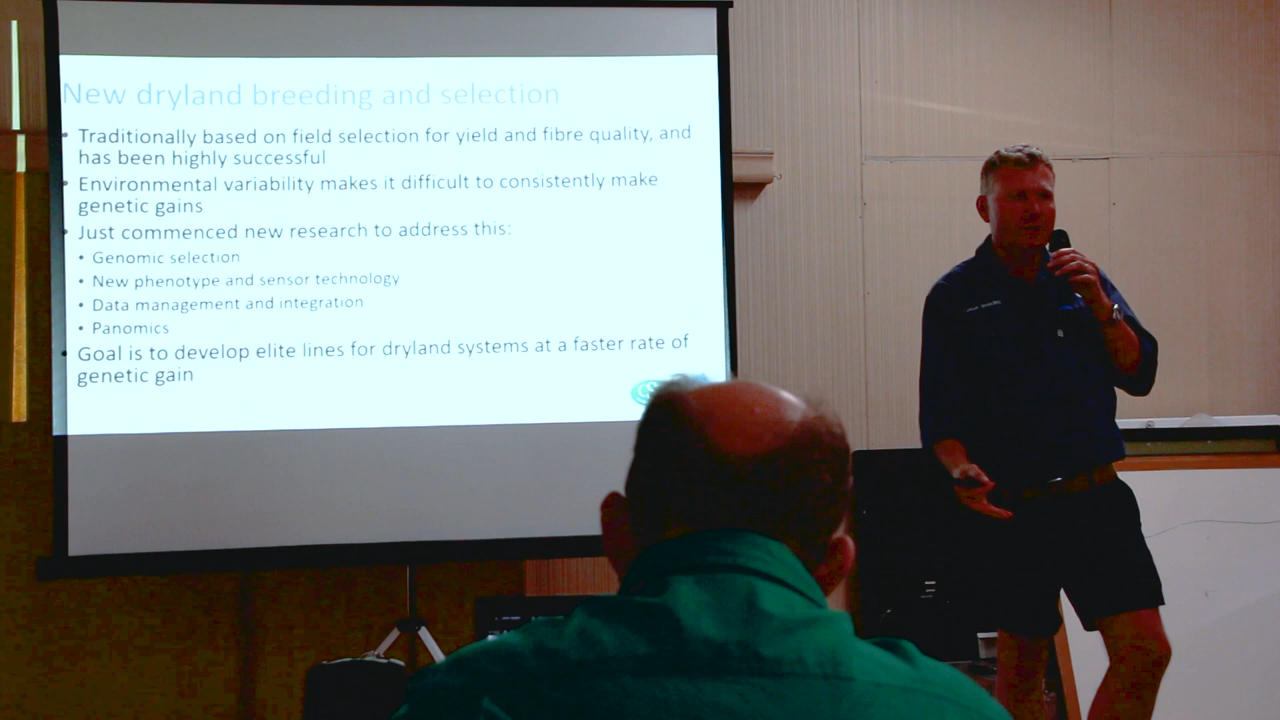 New dryland breeding and selection
• Traditionally based on field selection for yield and fibre quality, and
has been highly successful
• Environmental variability makes it difficult to consistently make
genetic gains
• Just commenced new research to address this:
• Genomic selection
• New phenotype and sensor technology
• Data management and integration
• Panomics
• Goal is to develop elite lines for dryland systems at a faster rate of
genetic gain